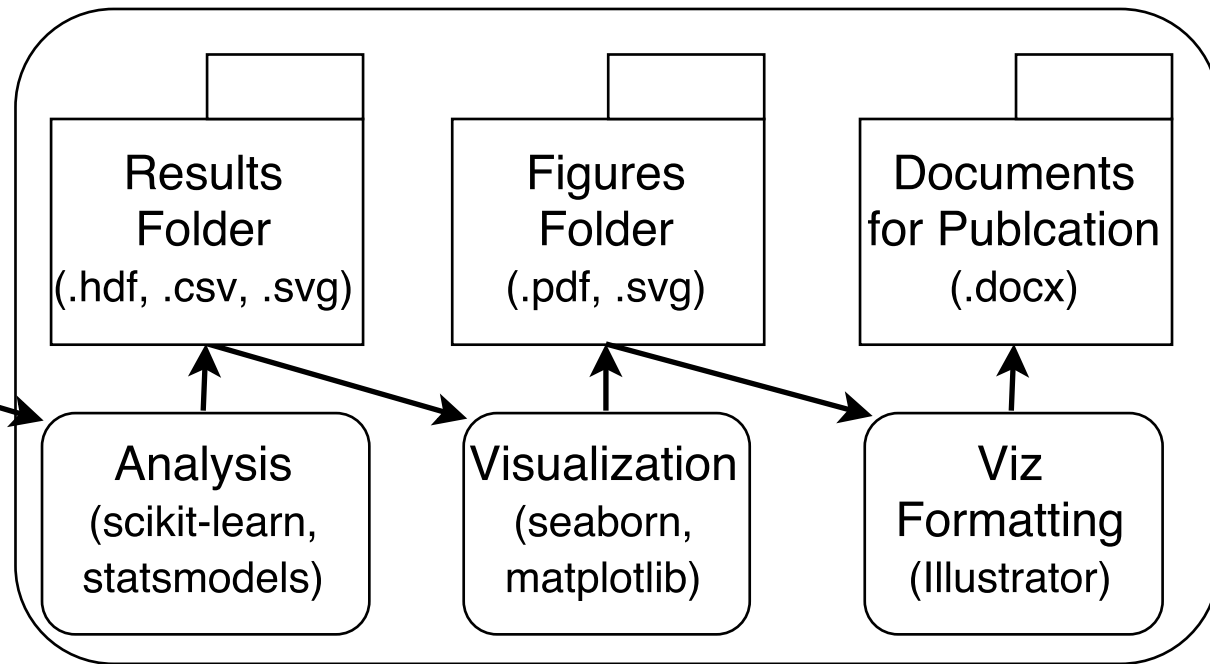 Results
Folder
(.hdf, .csv, .svg)
Figures
Folder
(.pdf, .svg)
Documents
for Publcation
(.docx)
Analysis
(scikit-learn,
statsmodels)
Visualization
(seaborn,
matplotlib)
Viz
Formatting
(Illustrator)